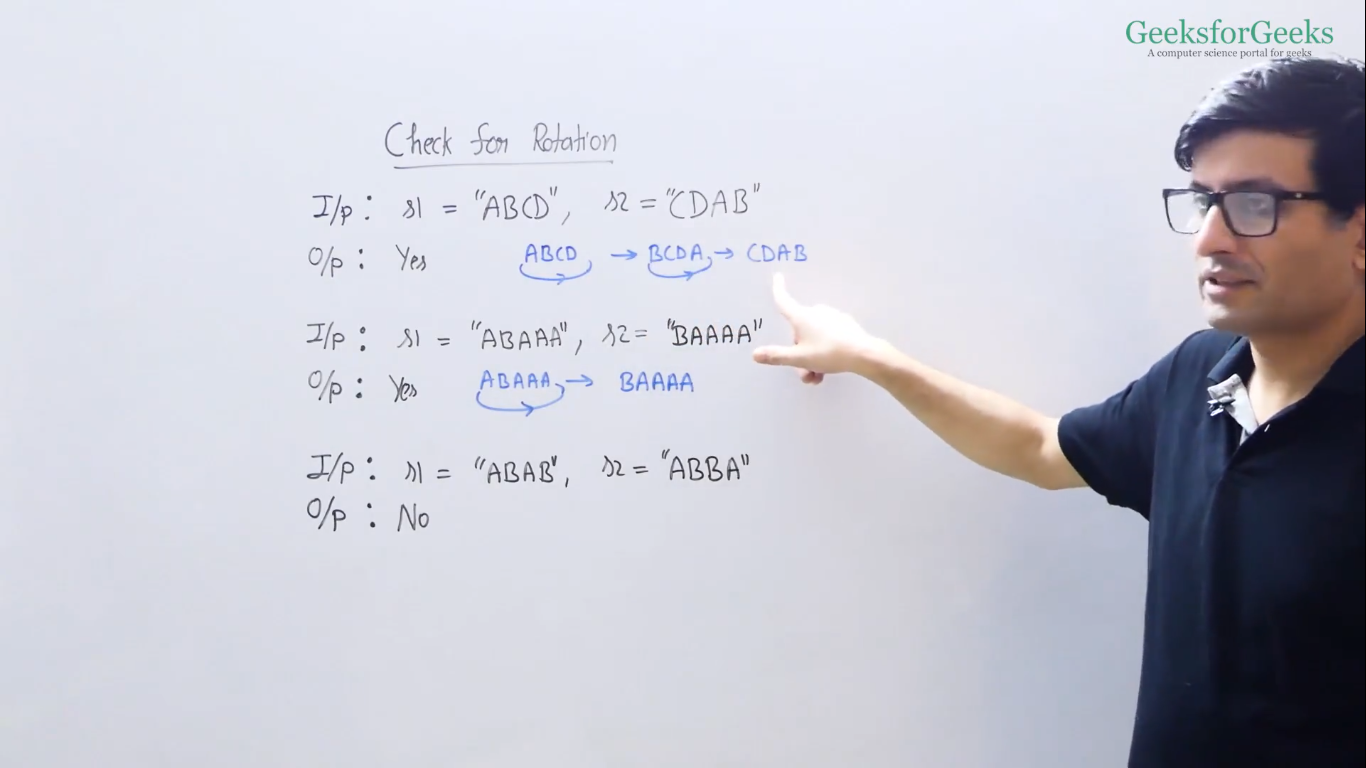 GeeksforGeeks
A computer science portal for geeks
Check for Rotation
I/p : s1 = "ABCD", s2 = "CDAB"
O/p : Yes ABCD → BCDA → CDAB
I/p : s1 = "ABAAA", s2 = "BAAAA"
O/p : Yes ABAAA → BAAAA
I/p : s1 = "ABAB", s2 = "ABBA"
O/p : No